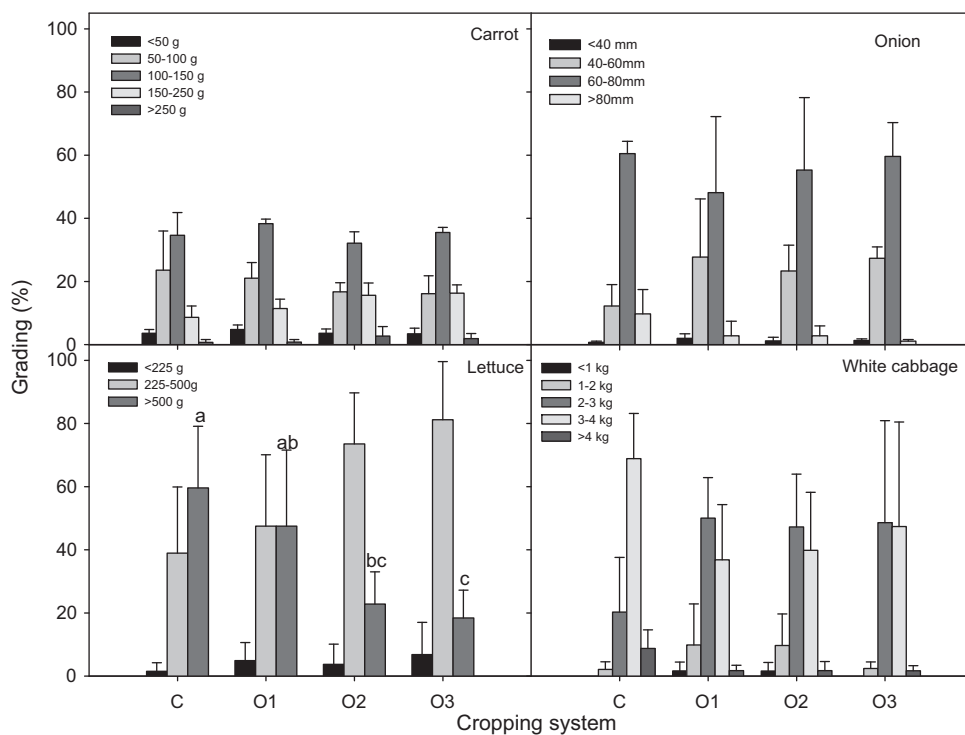 Carrot
<50 g
50-100 g
100-150 g
150-250 g
>250 g
Onion
<40 mm
40-60mm
60-80mm
>80mm
100
80
60
40
20
0
Lettuce
<225 g
225-500g
>500 g
a
ab
bc
c
White cabbage
<1 kg
1-2 kg
2-3 kg
3-4 kg
>4 kg
100
80
60
40
20
0
Grading (%)
C O1 O2 O3 C O1 O2 O3
Cropping system